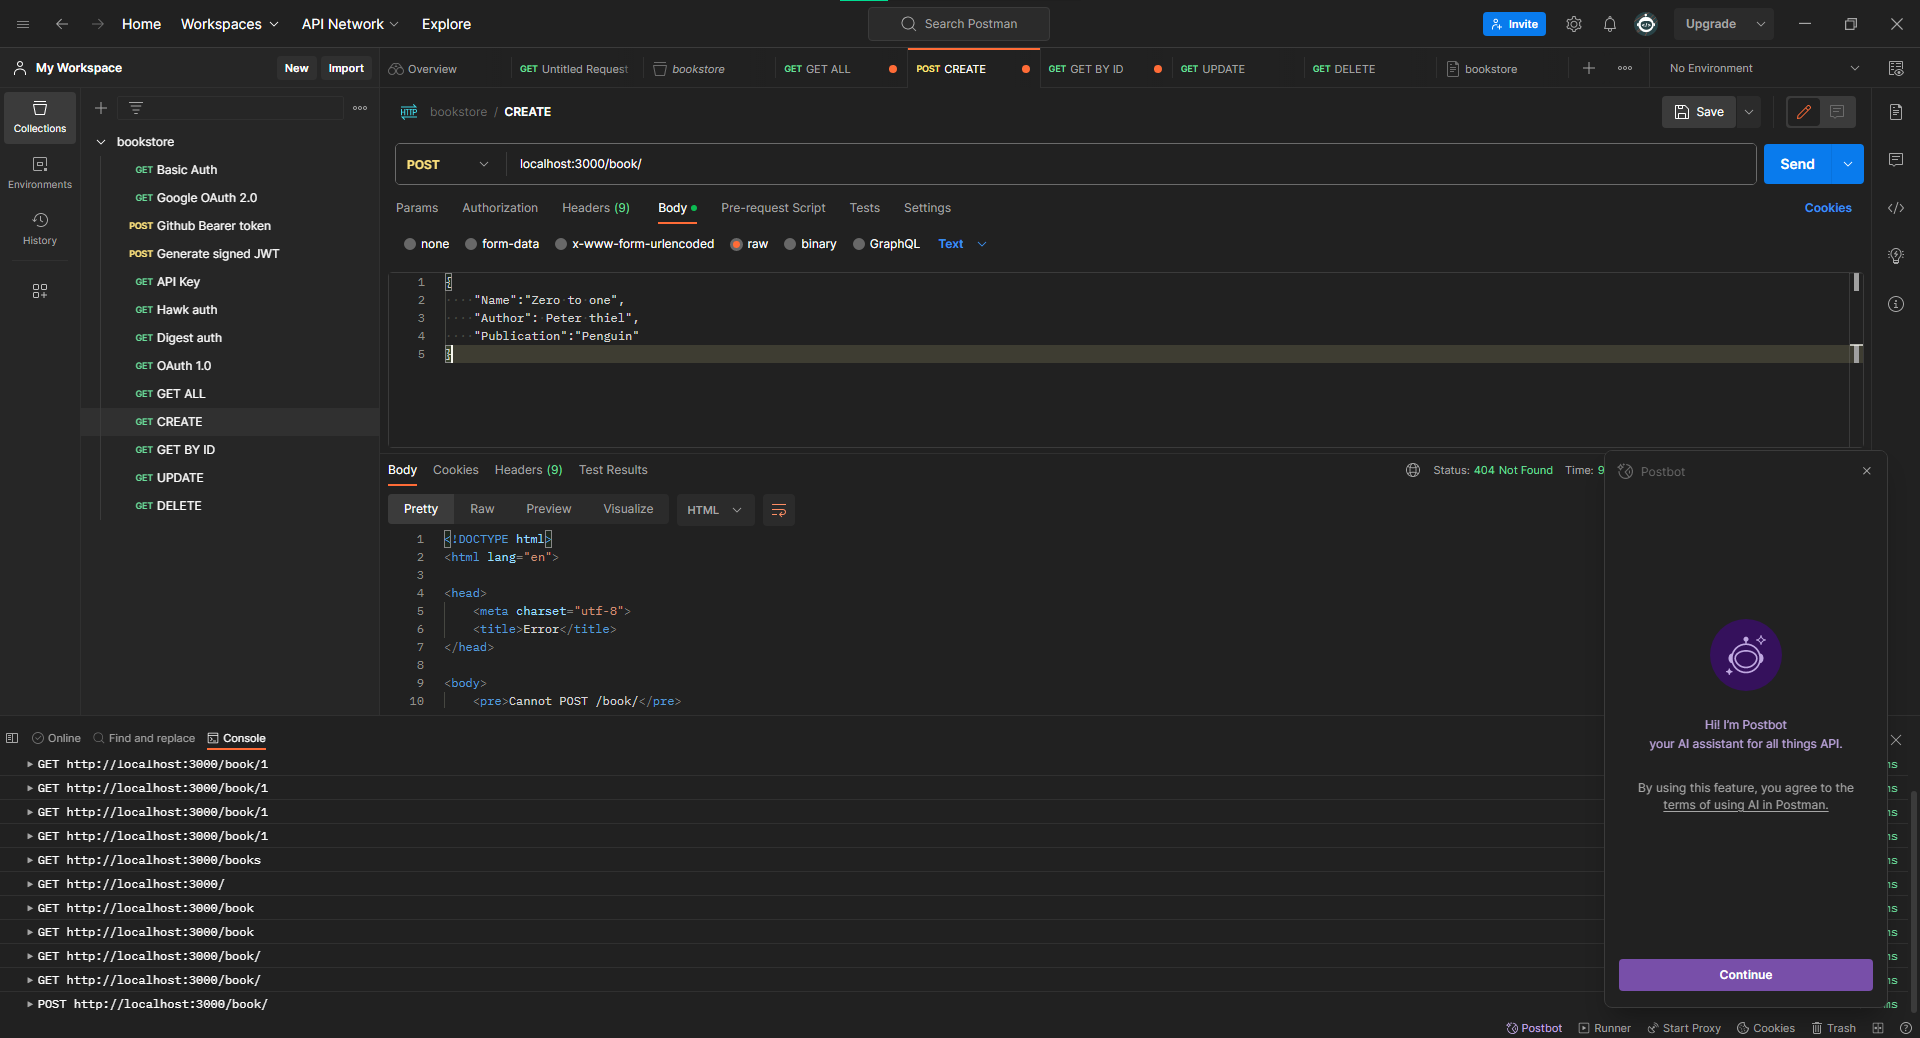 Home
Workspaces
API Network
Explore
Search Postman
Invite
Upgrade
My Workspace
New
Import
Overview
GET Untitled Request
bookstore
GET GET ALL
POST CREATE
GET GET BY ID
GET UPDATE
GET DELETE
bookstore
No Environment
Collections
Environments
History
bookstore
GET Basic Auth
GET Google OAuth 2.0
POST Github Bearer token
POST Generate signed JWT
GET API Key
GET Hawk auth
GET Digest auth
GET OAuth 1.0
GET GET ALL
GET CREATE
GET GET BY ID
GET UPDATE
GET DELETE
HTTP bookstore / CREATE
Save
POST
localhost:3000/book/
Send
Params
Authorization
Headers (9)
Body
Pre-request Script
Tests
Settings
Cookies
none
form-data
x-www-form-urlencoded
raw
binary
GraphQL
Text
1 {
2 "Name":"Zero to one",
3 "Author": Peter thiel",
4 "Publication":"Penguin"
5 }
Body
Cookies
Headers (9)
Test Results
Status: 404 Not Found
Time: 9
Pretty
Raw
Preview
Visualize
HTML
1 <!DOCTYPE html>
2 <html lang="en">
3
4 <head>
5 <meta charset="utf-8">
6 <title>Error</title>
7 </head>
8
9 <body>
10 <pre>Cannot POST /book/</pre>
Postbot
Hi! I'm Postbot
your AI assistant for all things API.
By using this feature, you agree to the
terms of using AI in Postman.
Continue
Online
Find and replace
Console
GET http://localhost:3000/book/1
GET http://localhost:3000/book/1
GET http://localhost:3000/book/1
GET http://localhost:3000/book/1
GET http://localhost:3000/books
GET http://localhost:3000/
GET http://localhost:3000/book
GET http://localhost:3000/book
GET http://localhost:3000/book/
GET http://localhost:3000/book/
POST http://localhost:3000/book/
Postbot
Runner
Start Proxy
Cookies
Trash